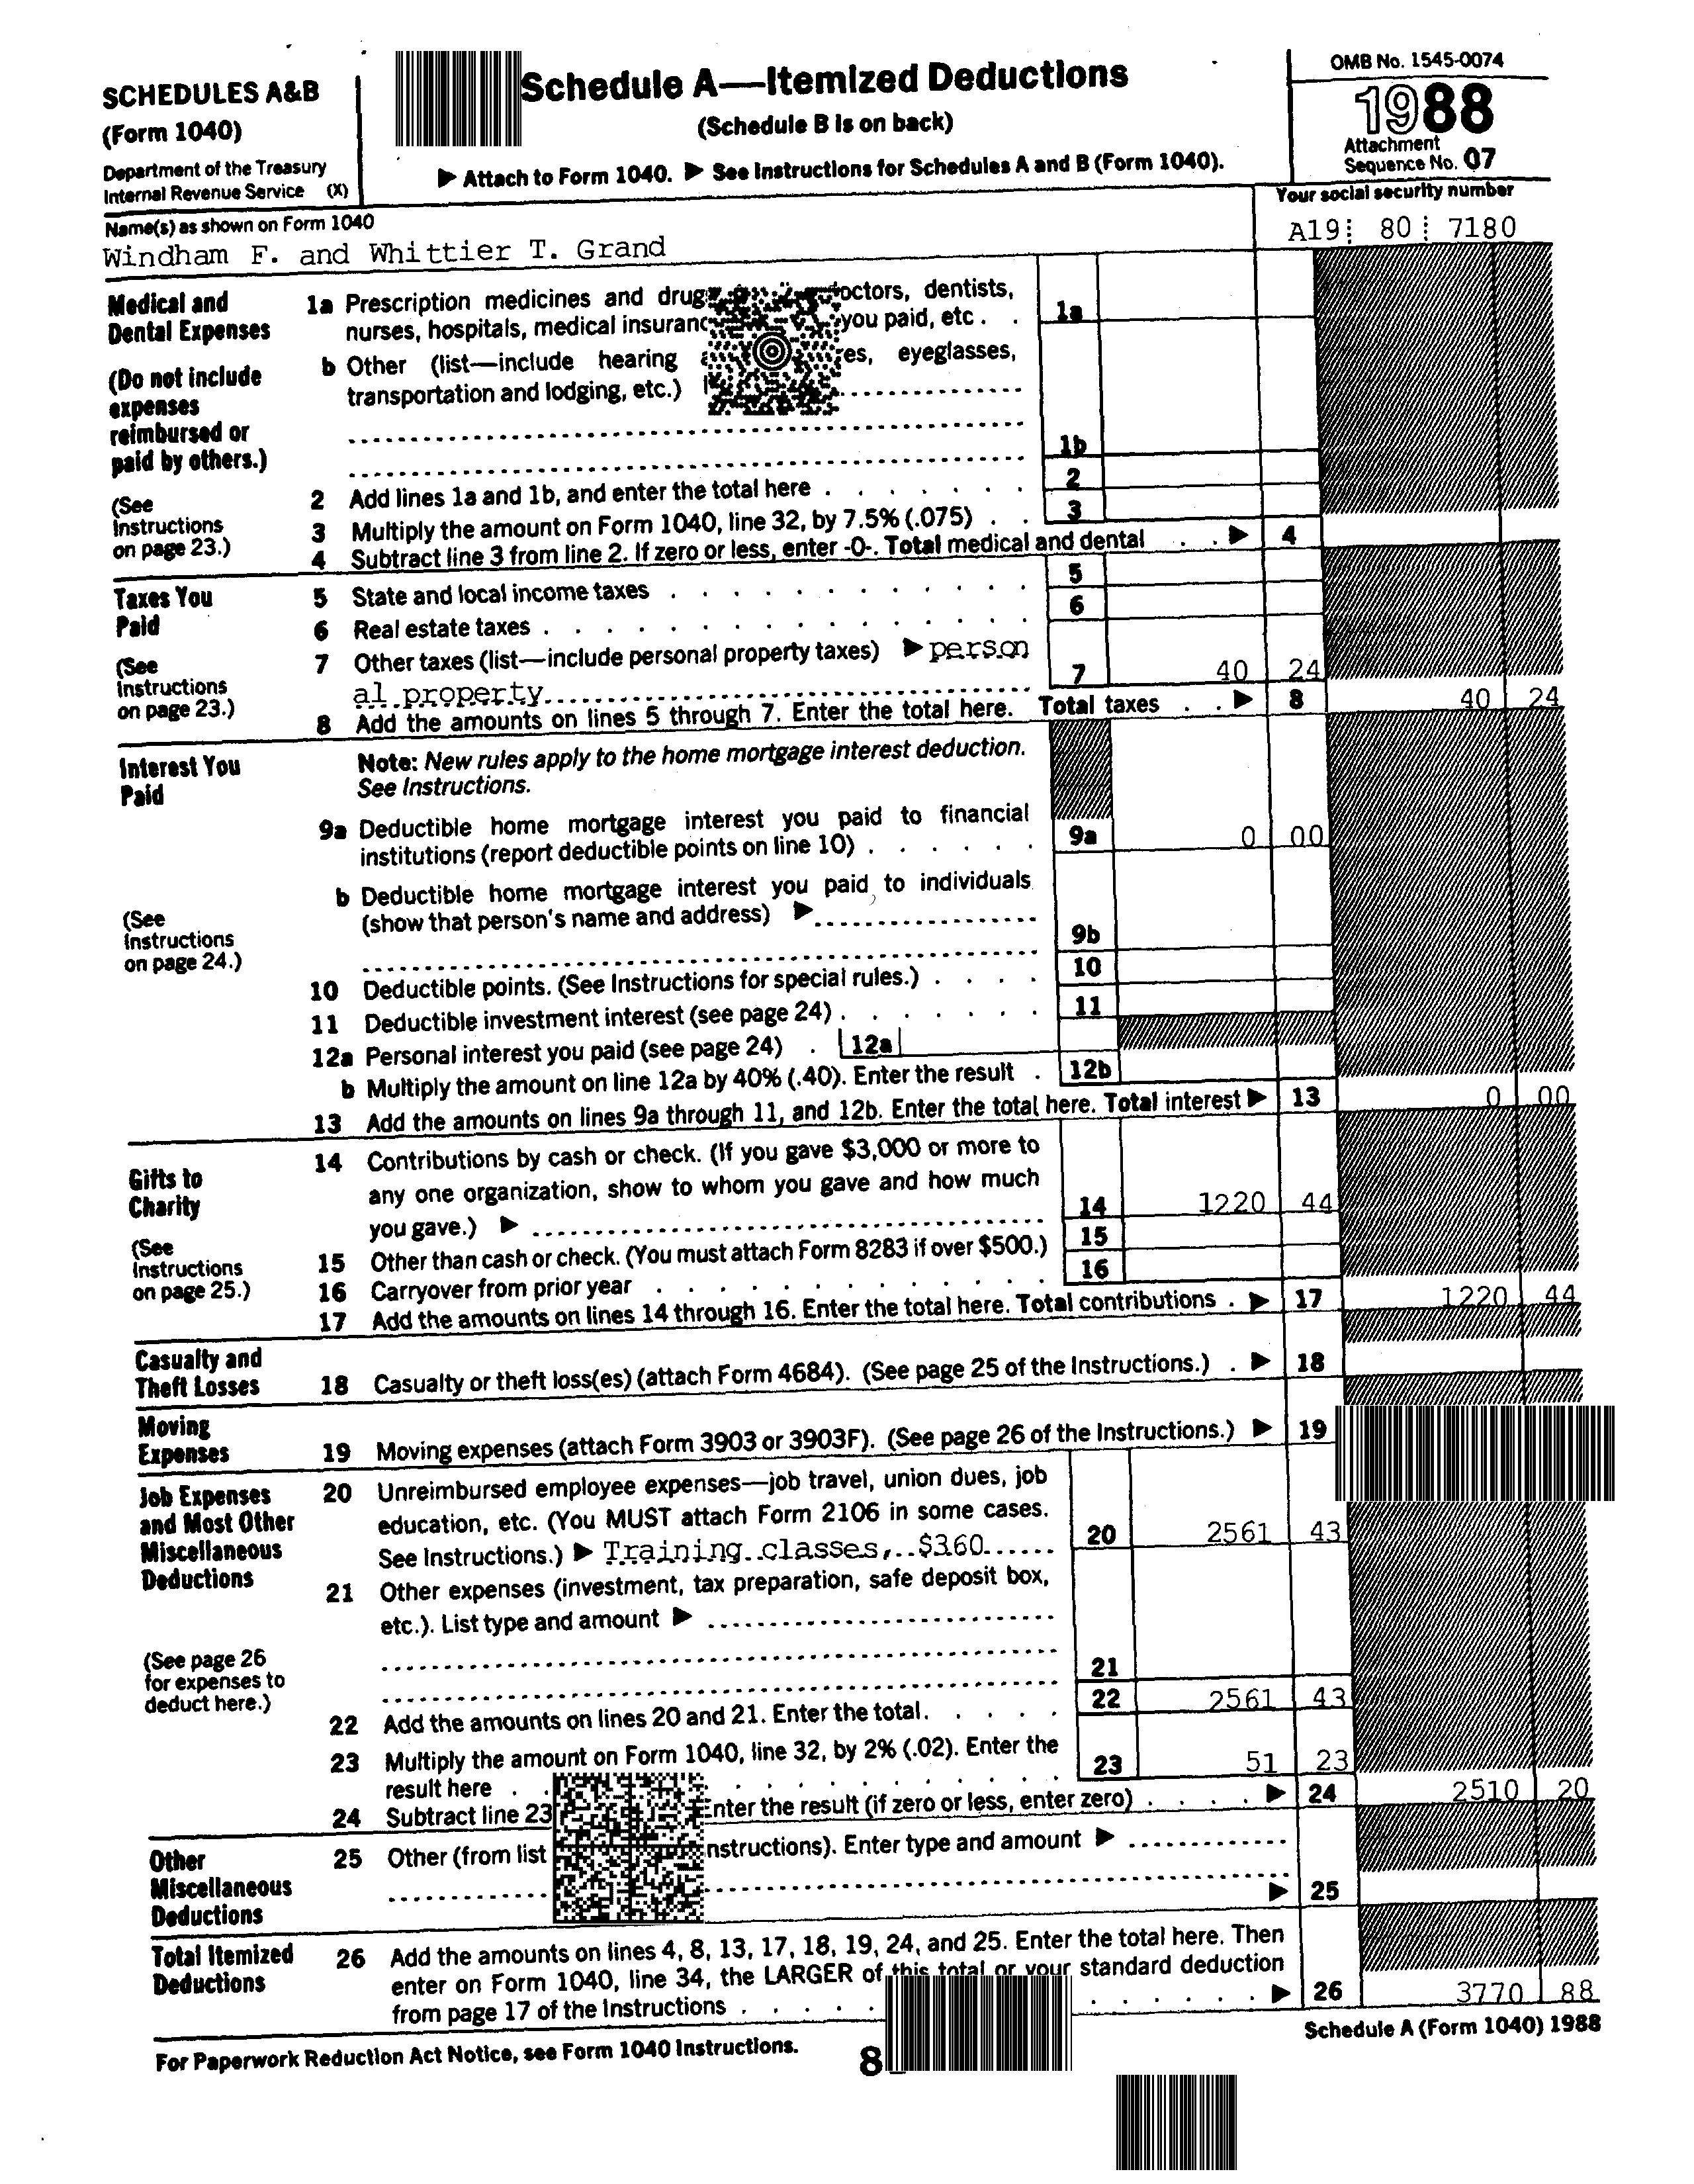 SCHEDULES A&B
(Form 1040)
Department of the Treasury
Internal Revenue Service (X)
Schedule A—Itemized Deductions
(Schedule B is on back)
▶ Attach to Form 1040. ▶ See Instructions for Schedules A and B (Form 1040).
OMB No. 1545-0074
1988
Attachment
Sequence No. 07
Name(s) as shown on Form 1040
Windham F. and Whittier T. Grand
Your social security number
A19 80 7180
Medical and
Dental Expenses
(Do not include
expenses
reimbursed or
paid by others.)
(See
Instructions
on page 23.)
1a Prescription medicines and drugs octors, dentists,
nurses, hospitals, medical insuranc you paid, etc. . 1a
b Other (list—include hearing es, eyeglasses,
transportation and lodging, etc.)
1b
2 Add lines 1a and 1b, and enter the total here . . . . . . . 2
3 Multiply the amount on Form 1040, line 32, by 7.5% (.075) . . 3
4 Subtract line 3 from line 2. If zero or less, enter -0-. Total medical and dental . . ▶ 4
Taxes You
Paid
(See
Instructions
on page 23.)
5 State and local income taxes . . . . . . . . . . . 5
6 Real estate taxes . . . . . . . . . . . . . . . 6
7 Other taxes (list—include personal property taxes) ▶ person
al property 7 40 24
8 Add the amounts on lines 5 through 7. Enter the total here. Total taxes . . ▶ 8 40 24
Interest You
Paid
(See
Instructions
on page 24.)
Note: New rules apply to the home mortgage interest deduction.
See Instructions.
9a Deductible home mortgage interest you paid to financial
institutions (report deductible points on line 10) . . . . . . 9a 0 00
b Deductible home mortgage interest you paid to individuals
(show that person's name and address) ▶
9b
10 Deductible points. (See Instructions for special rules.) . . . . 10
11 Deductible investment interest (see page 24) . . . . . . . 11
12a Personal interest you paid (see page 24) . 12a
b Multiply the amount on line 12a by 40% (.40). Enter the result . 12b
13 Add the amounts on lines 9a through 11, and 12b. Enter the total here. Total interest ▶ 13 0 00
Gifts to
Charity
(See
Instructions
on page 25.)
14 Contributions by cash or check. (If you gave $3,000 or more to
any one organization, show to whom you gave and how much
you gave.) ▶ 14 1220 44
15 Other than cash or check. (You must attach Form 8283 if over $500.) 15
16 Carryover from prior year . . . . . . . . . . . . 16
17 Add the amounts on lines 14 through 16. Enter the total here. Total contributions . ▶ 17 1220 44
Casualty and
Theft Losses
18 Casualty or theft loss(es) (attach Form 4684). (See page 25 of the Instructions.) . ▶ 18
Moving
Expenses
19 Moving expenses (attach Form 3903 or 3903F). (See page 26 of the Instructions.) ▶ 19
Job Expenses
and Most Other
Miscellaneous
Deductions
(See page 26
for expenses to
deduct here.)
20 Unreimbursed employee expenses—job travel, union dues, job
education, etc. (You MUST attach Form 2106 in some cases.
See Instructions.) ▶ Training classes, $360 20 2561 43
21 Other expenses (investment, tax preparation, safe deposit box,
etc.). List type and amount ▶
21
22 Add the amounts on lines 20 and 21. Enter the total. . . . . 22 2561 43
23 Multiply the amount on Form 1040, line 32, by 2% (.02). Enter the
result here . . . . . . . . . . . . . 23 51 23
24 Subtract line 23 Enter the result (if zero or less, enter zero) . . . . ▶ 24 2510 20
Other
Miscellaneous
Deductions
25 Other (from list nstructions). Enter type and amount ▶
▶ 25
Total Itemized
Deductions
26 Add the amounts on lines 4, 8, 13, 17, 18, 19, 24, and 25. Enter the total here. Then
enter on Form 1040, line 34, the LARGER of this total or your standard deduction
from page 17 of the Instructions . . . . . . . . . . . ▶ 26 3770 88
For Paperwork Reduction Act Notice, see Form 1040 Instructions.
8
Schedule A (Form 1040) 1988